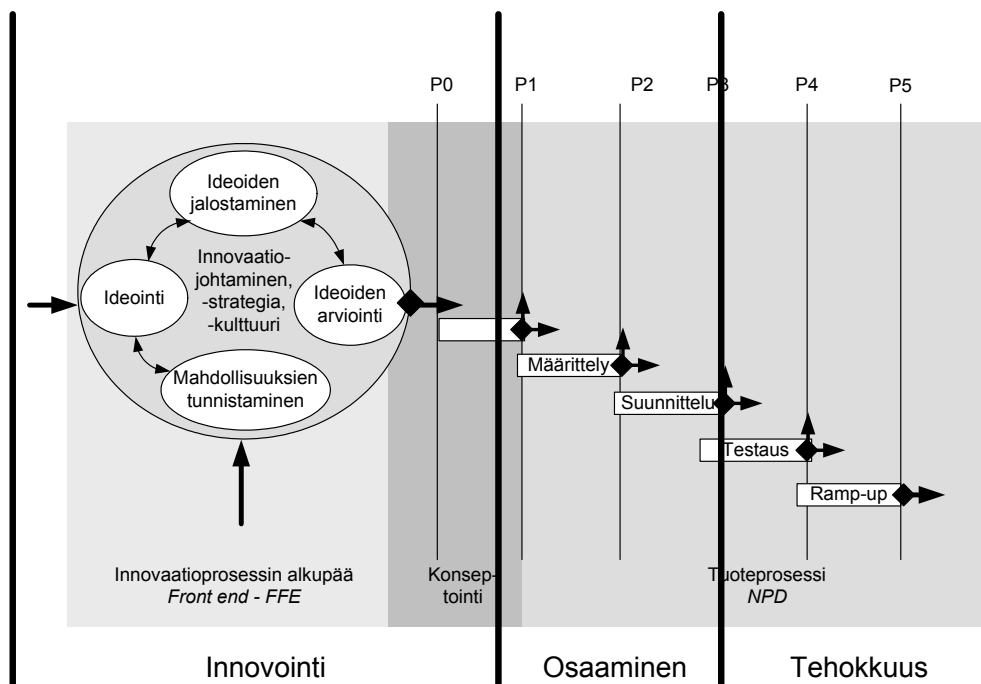 P0
P1
P2
P3
P4
P5
Ideoiden
jalostaminen
Innovaatio-
johtaminen,
-strategia,
-kulttuuri
Ideointi
Ideoiden
arviointi
Mahdollisuuksien
tunnistaminen
Määrittely
Suunnittelu
Testaus
Ramp-up
Innovaatioprosessin alkupää
Front end - FFE
Konsep-
tointi
Tuoteprosessi
NPD
Innovointi
Osaaminen
Tehokkuus